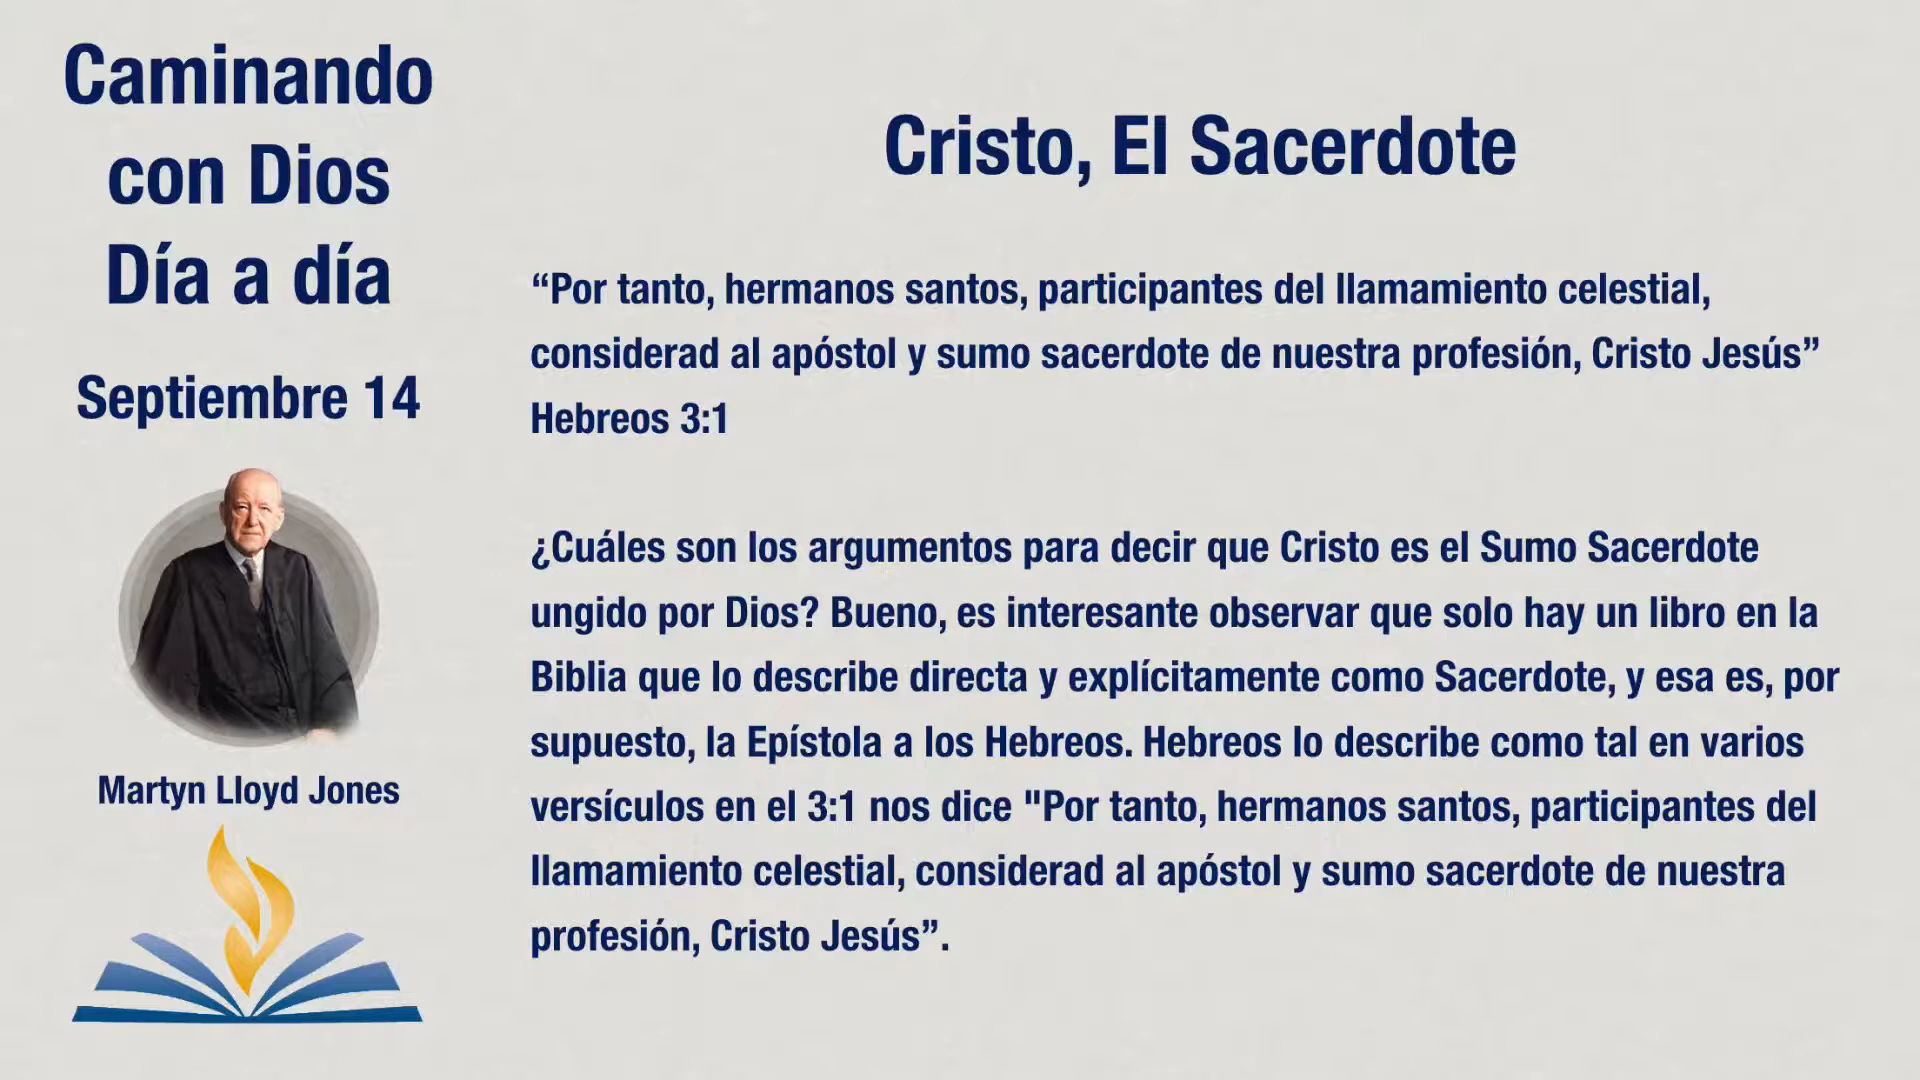 Caminando
con Dios
Día a día
Septiembre 14
Martyn Lloyd Jones
Cristo, El Sacerdote
“Por tanto, hermanos santos, participantes del llamamiento celestial,
considerad al apóstol y sumo sacerdote de nuestra profesión, Cristo Jesús”
Hebreos 3:1
¿Cuáles son los argumentos para decir que Cristo es el Sumo Sacerdote
ungido por Dios? Bueno, es interesante observar que solo hay un libro en la
Biblia que lo describe directa y explícitamente como Sacerdote, y esa es, por
supuesto, la Epístola a los Hebreos. Hebreos lo describe como tal en varios
versículos en el 3:1 nos dice "Por tanto, hermanos santos, participantes del
llamamiento celestial, considerad al apóstol y sumo sacerdote de nuestra
profesión, Cristo Jesús”.